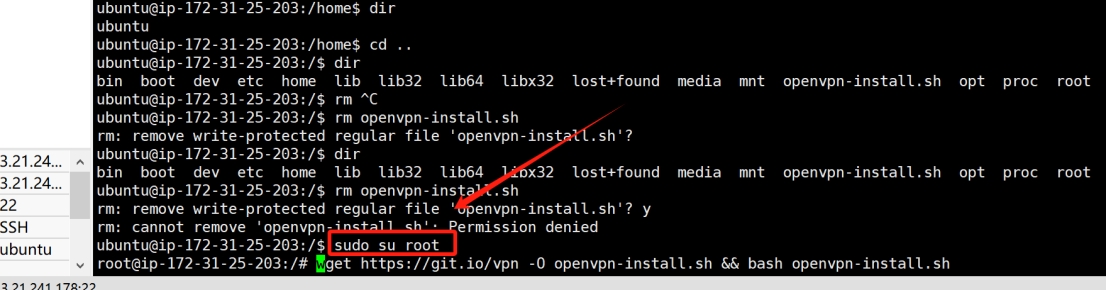 ubuntu@ip-172-31-25-203:/home$ dir
ubuntu
ubuntu@ip-172-31-25-203:/home$ cd ..
ubuntu@ip-172-31-25-203:/$ dir
bin boot dev etc home lib lib32 lib64 libx32 lost+found media mnt openvpn-install.sh opt proc root
ubuntu@ip-172-31-25-203:/$ rm ^C
ubuntu@ip-172-31-25-203:/$ rm openvpn-install.sh
rm: remove write-protected regular file 'openvpn-install.sh'?
ubuntu@ip-172-31-25-203:/$ dir
bin boot dev etc home lib lib32 lib64 libx32 lost+found media mnt openvpn-install.sh opt proc root
ubuntu@ip-172-31-25-203:/$ rm openvpn-install.sh
rm: remove write-protected regular file 'openvpn-install.sh'? y
rm: cannot remove 'openvpn-install.sh': Permission denied
ubuntu@ip-172-31-25-203:/$ sudo su root
root@ip-172-31-25-203:/# wget https://git.io/vpn -O openvpn-install.sh && bash openvpn-install.sh
3.21.24...
3.21.24...
22
SSH
ubuntu
3.21.241.178:22